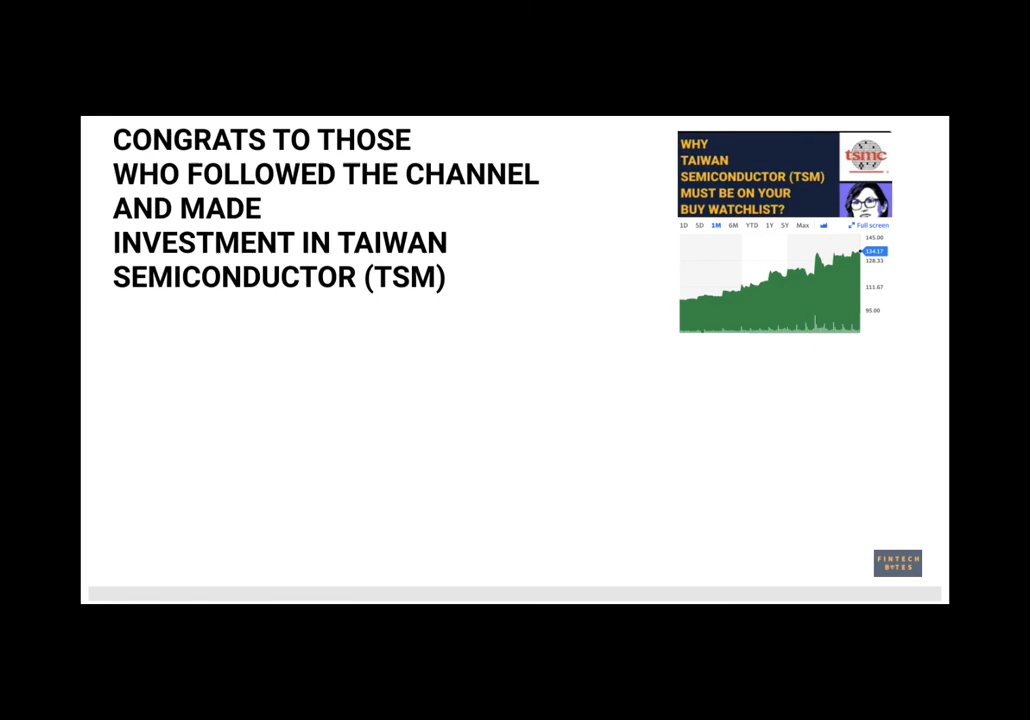 CONGRATS TO THOSE
WHO FOLLOWED THE CHANNEL
AND MADE
INVESTMENT IN TAIWAN
SEMICONDUCTOR (TSM)
WHY
TAIWAN
SEMICONDUCTOR (TSM)
MUST BE ON YOUR
BUY WATCHLIST?
tsmc
1D 5D 1M 6M YTD 1Y 5Y Max Full screen
145.00
134.17
128.33
111.67
95.00
FINTECH
BYTES